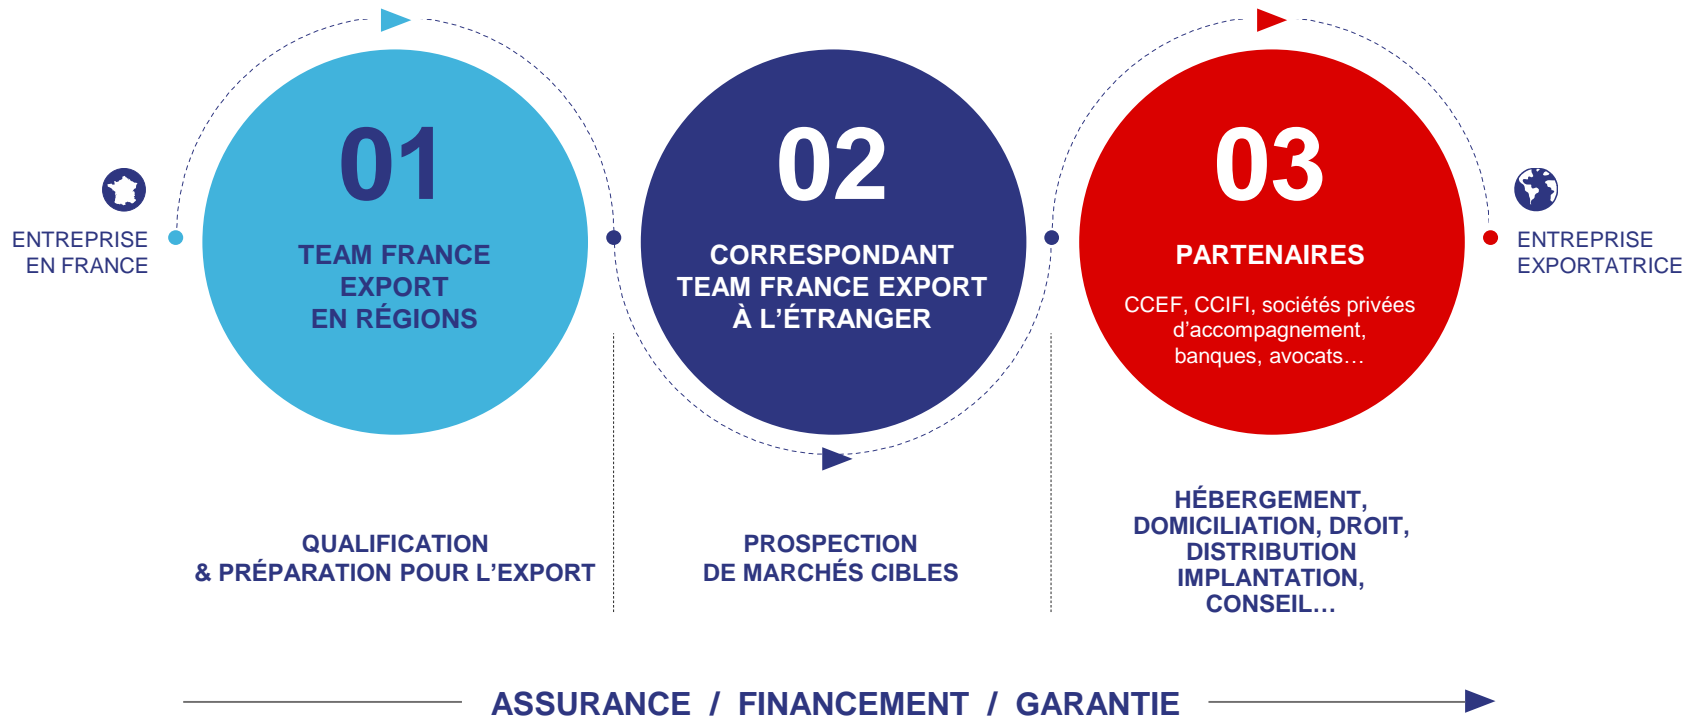 ENTREPRISE
EN FRANCE
01
TEAM FRANCE
EXPORT
EN RÉGIONS
QUALIFICATION
& PRÉPARATION POUR L’EXPORT
02
CORRESPONDANT
TEAM FRANCE EXPORT
À L’ÉTRANGER
PROSPECTION
DE MARCHÉS CIBLES
03
PARTENAIRES
CCEF, CCIFI, sociétés privées
d’accompagnement,
banques, avocats…
HÉBERGEMENT,
DOMICILIATION, DROIT,
DISTRIBUTION
IMPLANTATION,
CONSEIL…
ENTREPRISE
EXPORTATRICE
ASSURANCE / FINANCEMENT / GARANTIE